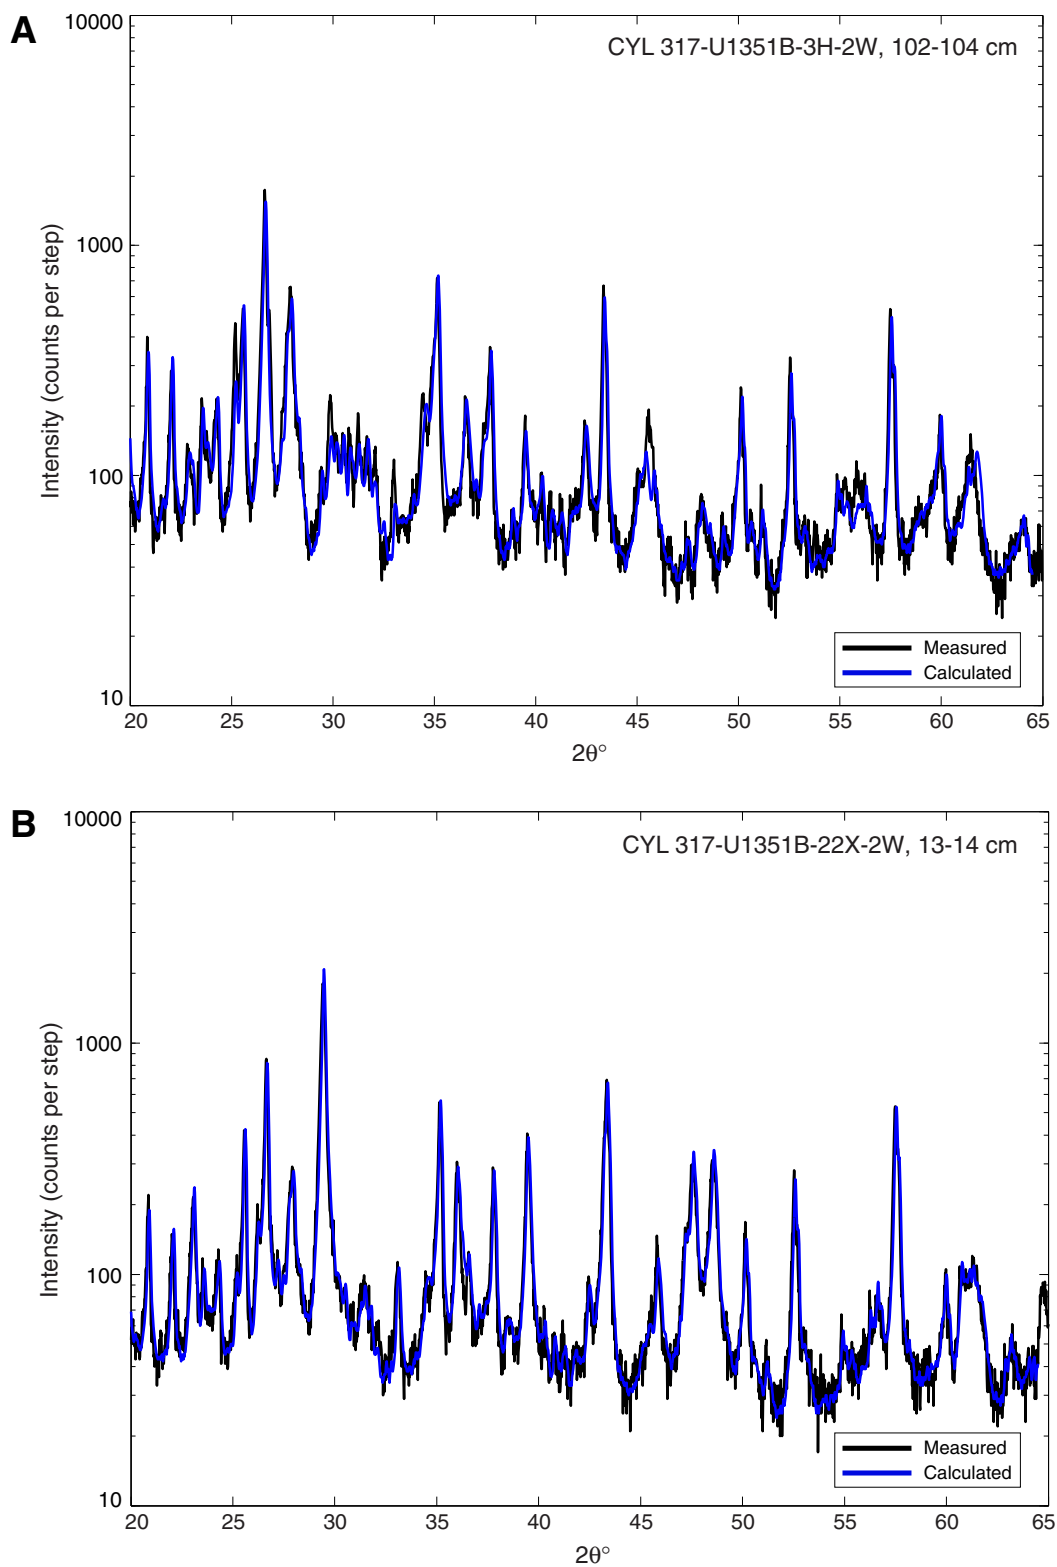 A
CYL 317-U1351B-3H-2W, 102-104 cm
10000
1000
100
10
Intensity (counts per step)
Measured
Calculated
20 25 30 35 40 45 50 55 60 65
2θ°
B
CYL 317-U1351B-22X-2W, 13-14 cm
10000
1000
100
10
Intensity (counts per step)
Measured
Calculated
20 25 30 35 40 45 50 55 60 65
2θ°